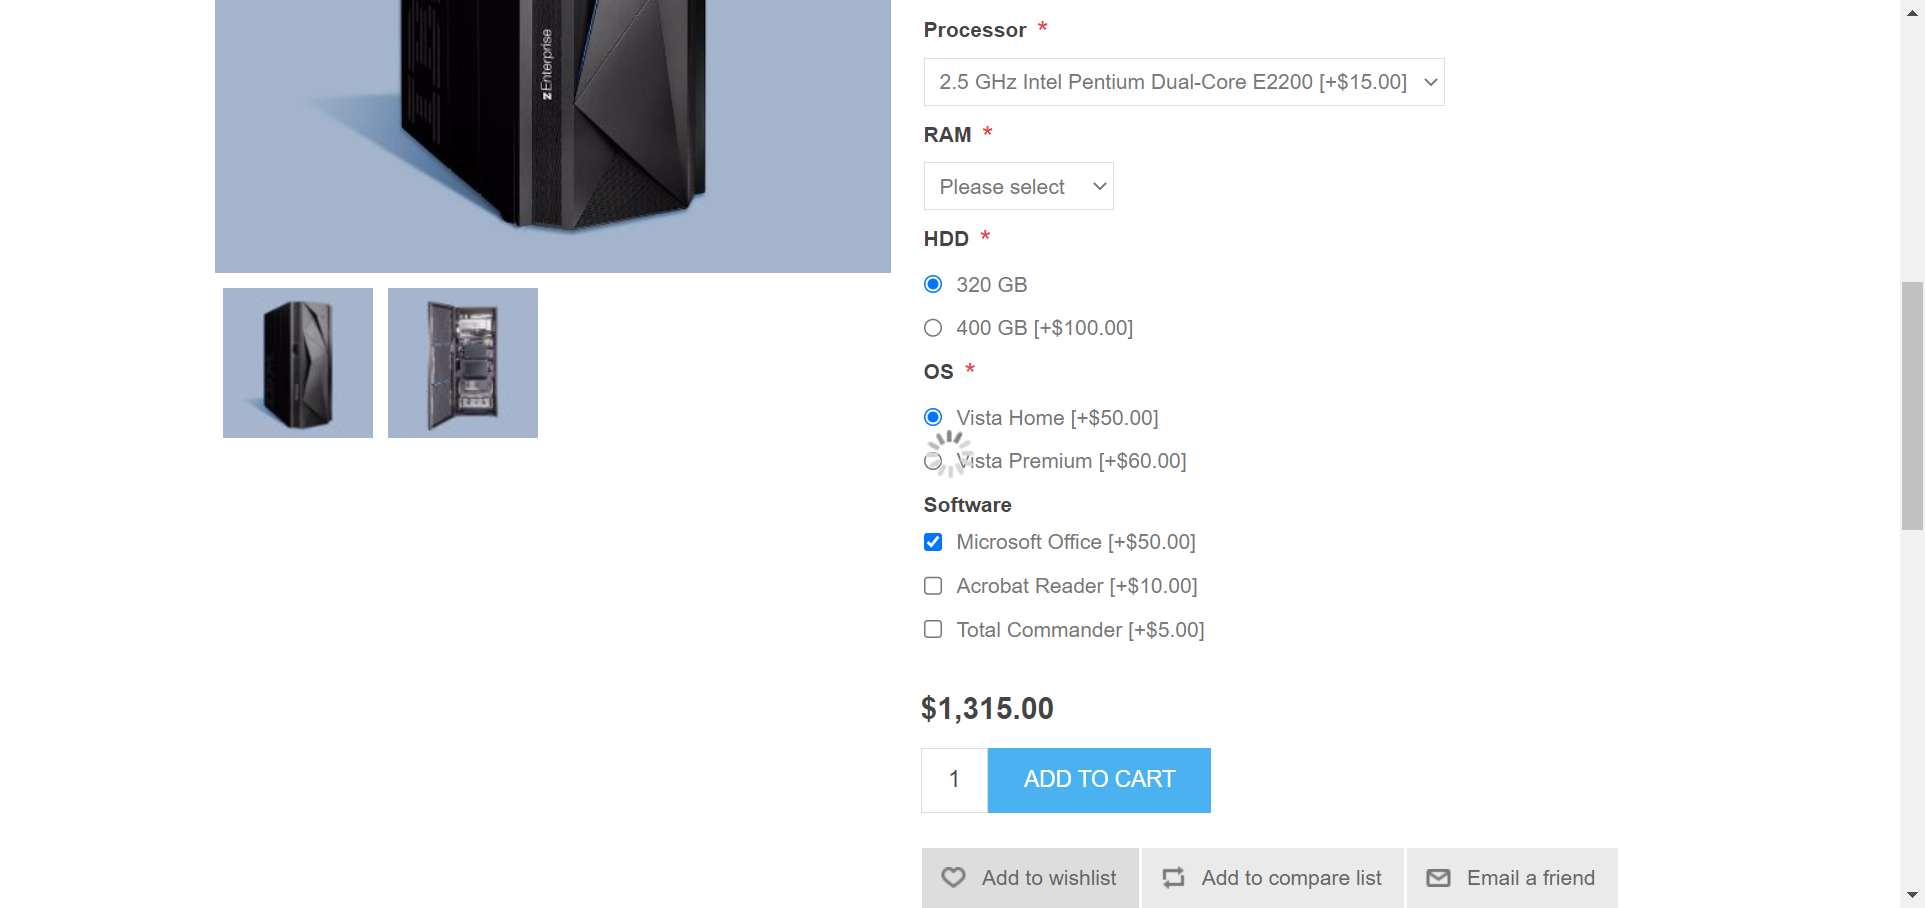 zEnterprise
Processor *
2.5 GHz Intel Pentium Dual-Core E2200 [+$15.00]
RAM *
Please select
HDD *
320 GB
400 GB [+$100.00]
OS *
Vista Home [+$50.00]
Vista Premium [+$60.00]
Software
Microsoft Office [+$50.00]
Acrobat Reader [+$10.00]
Total Commander [+$5.00]
$1,315.00
1 ADD TO CART
Add to wishlist Add to compare list Email a friend